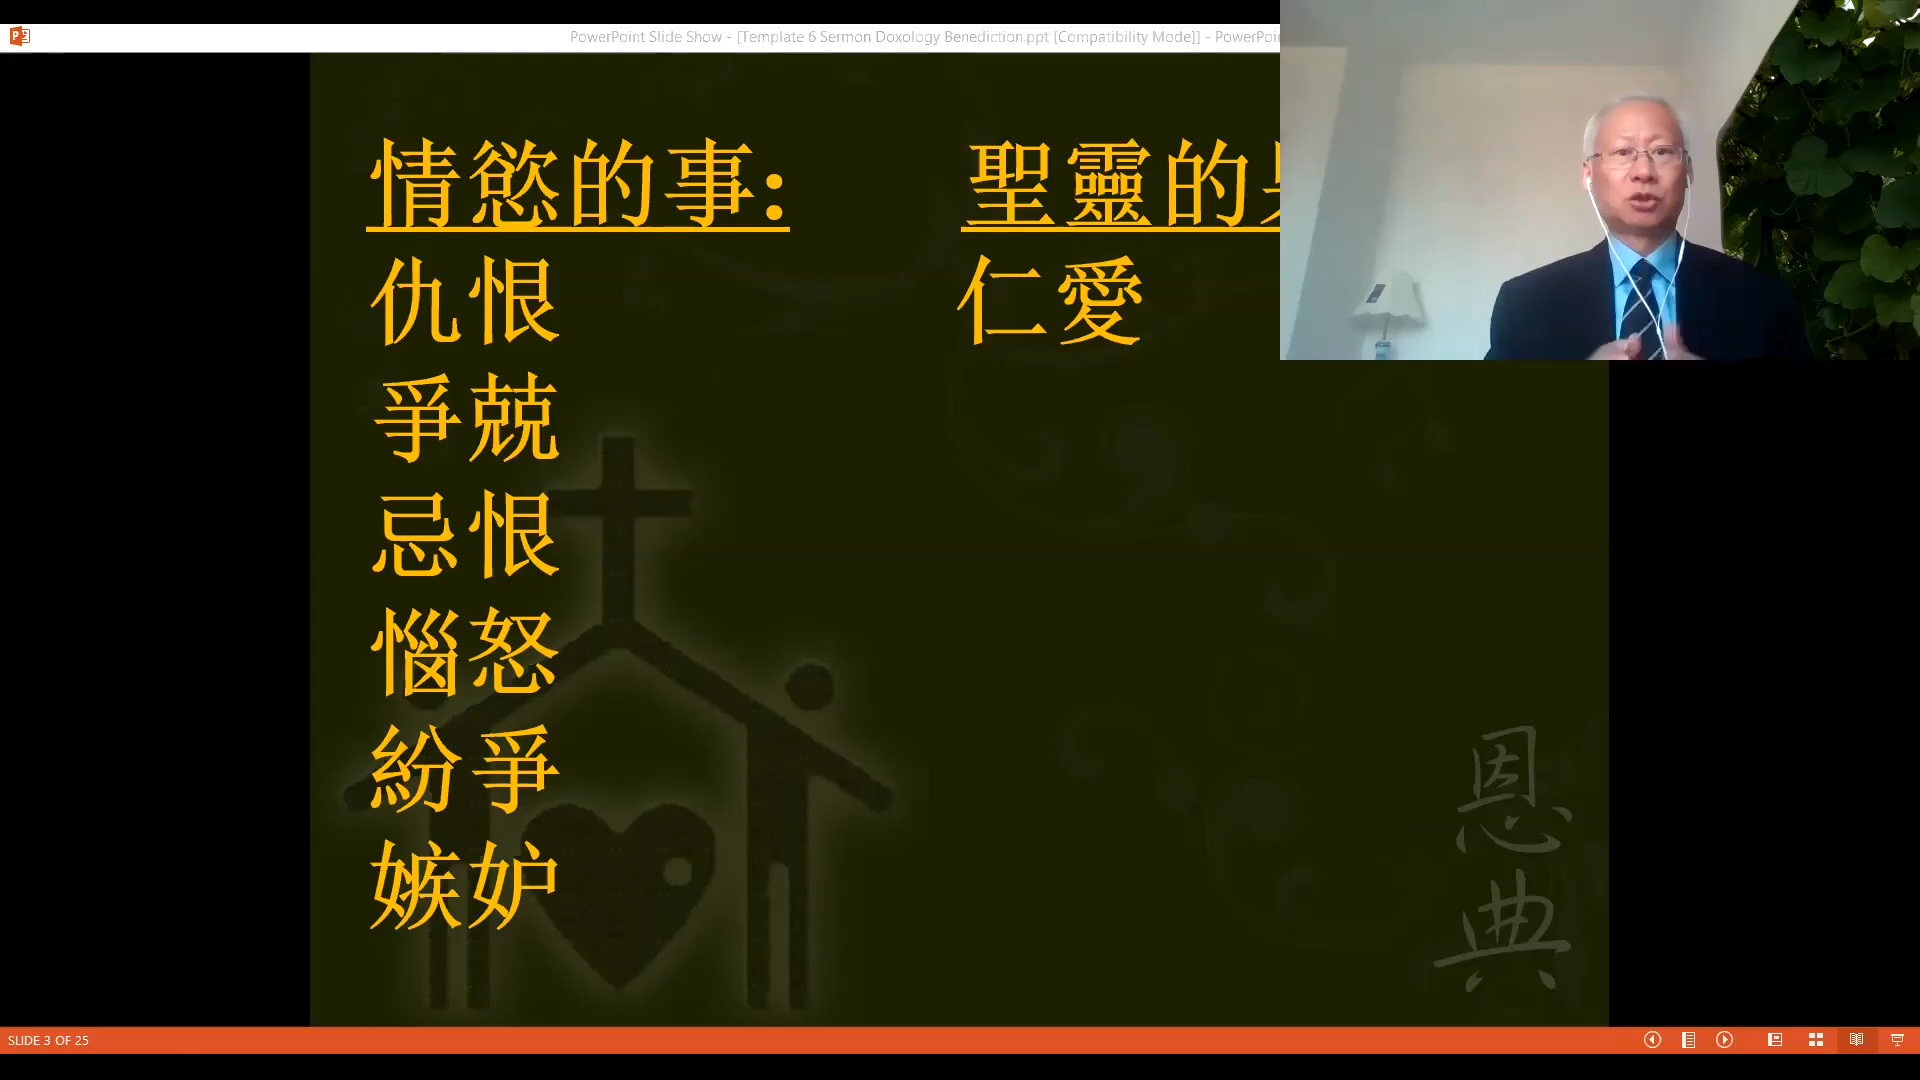 PowerPoint Slide Show - [Template 6 Sermon Doxology Benediction.ppt [Compatibility Mode]] - PowerPoi
情慾的事: 聖靈的
仇恨 仁愛
爭兢
忌恨
惱怒
紛爭
嫉妒
恩典
SLIDE 3 OF 25